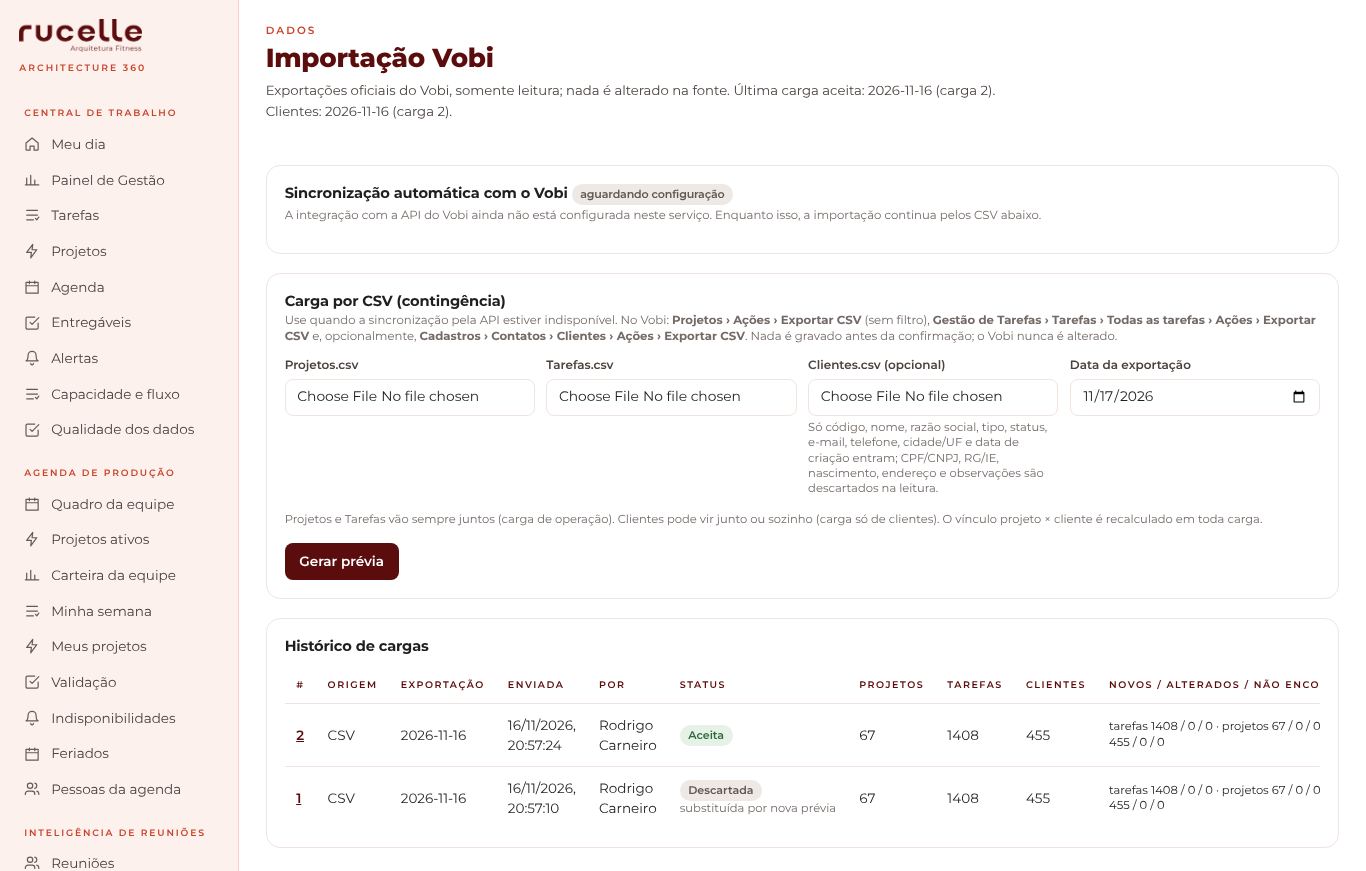 rucelle
Arquitetura Fitness
ARCHITECTURE 360
CENTRAL DE TRABALHO
Meu dia
Painel de Gestão
Tarefas
Projetos
Agenda
Entregáveis
Alertas
Capacidade e fluxo
Qualidade dos dados
AGENDA DE PRODUÇÃO
Quadro da equipe
Projetos ativos
Carteira da equipe
Minha semana
Meus projetos
Validação
Indisponibilidades
Feriados
Pessoas da agenda
INTELIGÊNCIA DE REUNIÕES
Reuniões
DADOS
Importação Vobi
Exportações oficiais do Vobi, somente leitura; nada é alterado na fonte. Última carga aceita: 2026-11-16 (carga 2).
Clientes: 2026-11-16 (carga 2).
Sincronização automática com o Vobi aguardando configuração
A integração com a API do Vobi ainda não está configurada neste serviço. Enquanto isso, a importação continua pelos CSV abaixo.
Carga por CSV (contingência)
Use quando a sincronização pela API estiver indisponível. No Vobi: Projetos › Ações › Exportar CSV (sem filtro), Gestão de Tarefas › Tarefas › Todas as tarefas › Ações › Exportar
CSV e, opcionalmente, Cadastros › Contatos › Clientes › Ações › Exportar CSV. Nada é gravado antes da confirmação; o Vobi nunca é alterado.
Projetos.csv Tarefas.csv Clientes.csv (opcional) Data da exportação
Choose File No file chosen Choose File No file chosen Choose File No file chosen 11/17/2026
Só código, nome, razão social, tipo, status,
e-mail, telefone, cidade/UF e data de
criação entram; CPF/CNPJ, RG/IE,
nascimento, endereço e observações são
descartados na leitura.
Projetos e Tarefas vão sempre juntos (carga de operação). Clientes pode vir junto ou sozinho (carga só de clientes). O vínculo projeto × cliente é recalculado em toda carga.
Gerar prévia
Histórico de cargas
# ORIGEM EXPORTAÇÃO ENVIADA POR STATUS PROJETOS TAREFAS CLIENTES NOVOS / ALTERADOS / NÃO ENCO
2 CSV 2026-11-16 16/11/2026, 20:57:24 Rodrigo Carneiro Aceita 67 1408 455 tarefas 1408 / 0 / 0 · projetos 67 / 0 / 0
455 / 0 / 0
1 CSV 2026-11-16 16/11/2026, 20:57:10 Rodrigo Carneiro Descartada substituída por nova prévia 67 1408 455 tarefas 1408 / 0 / 0 · projetos 67 / 0 / 0
455 / 0 / 0